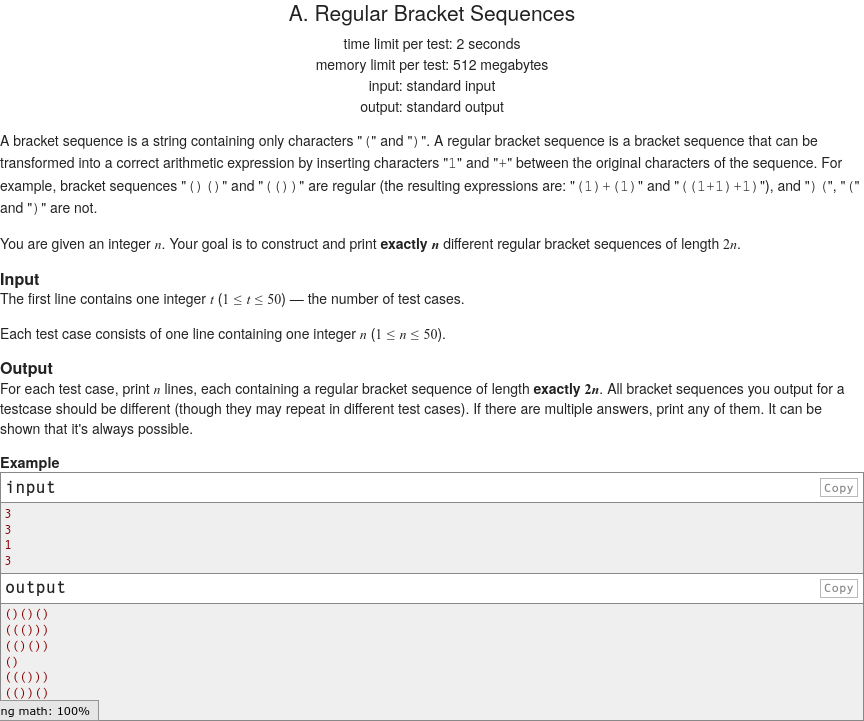 A. Regular Bracket Sequences
time limit per test: 2 seconds
memory limit per test: 512 megabytes
input: standard input
output: standard output
A bracket sequence is a string containing only characters "(" and ")". A regular bracket sequence is a bracket sequence that can be
transformed into a correct arithmetic expression by inserting characters "1" and "+" between the original characters of the sequence. For
example, bracket sequences "()()" and "(())" are regular (the resulting expressions are: "(1)+(1)" and "((1+1)+1)"), and ")(", "("
and ")" are not.
You are given an integer n. Your goal is to construct and print exactly n different regular bracket sequences of length 2n.
Input
The first line contains one integer t (1 ≤ t ≤ 50) — the number of test cases.
Each test case consists of one line containing one integer n (1 ≤ n ≤ 50).
Output
For each test case, print n lines, each containing a regular bracket sequence of length exactly 2n. All bracket sequences you output for a
testcase should be different (though they may repeat in different test cases). If there are multiple answers, print any of them. It can be
shown that it's always possible.
Example
input
Copy
3
3
1
3
output
Copy
()()()
((()))
(()())
()
((()))
(())()
ng math: 100%